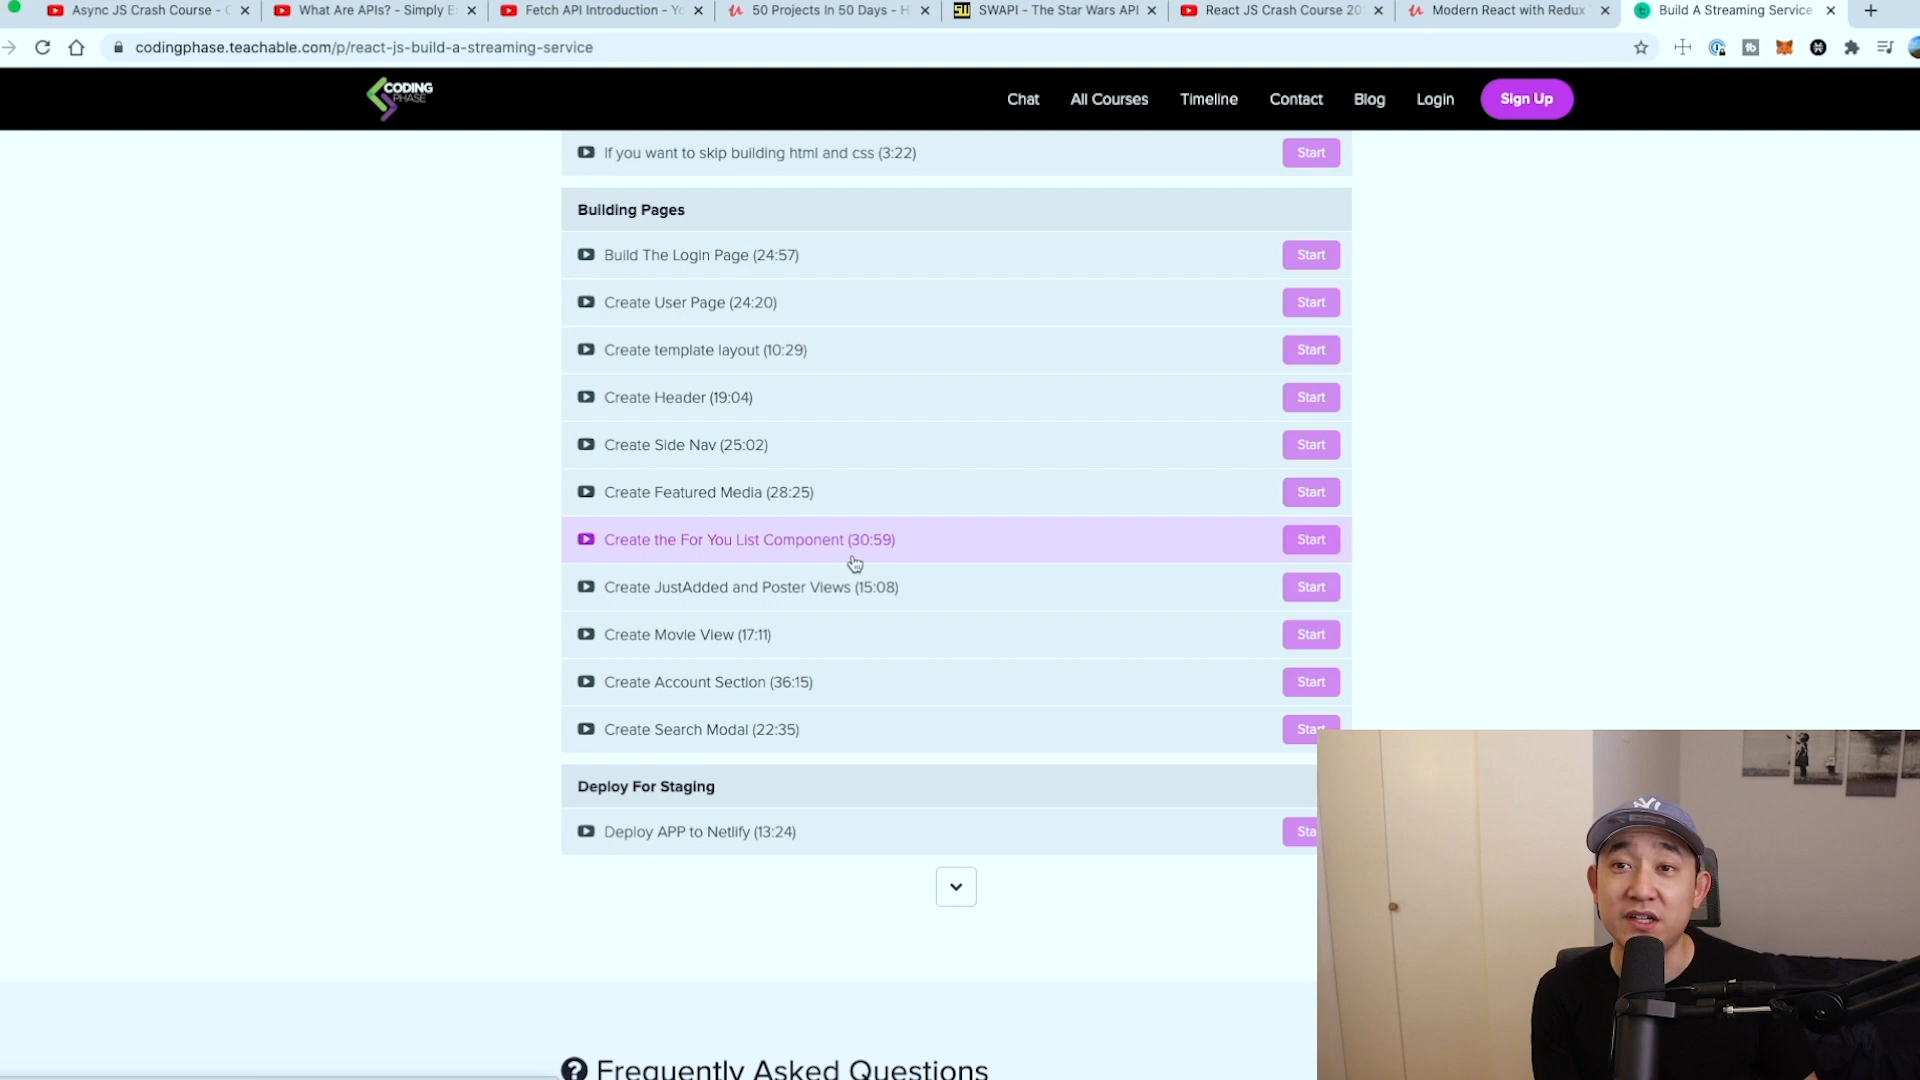 Async JS Crash Course - C
What Are APIs? - Simply E
Fetch API Introduction - Yo
50 Projects In 50 Days - H
SWAPI - The Star Wars API
React JS Crash Course 20
Modern React with Redux
Build A Streaming Service
codingphase.teachable.com/p/react-js-build-a-streaming-service
CODING
PHASE
Chat
All Courses
Timeline
Contact
Blog
Login
Sign Up
If you want to skip building html and css (3:22)
Start
Building Pages
Build The Login Page (24:57)
Start
Create User Page (24:20)
Start
Create template layout (10:29)
Start
Create Header (19:04)
Start
Create Side Nav (25:02)
Start
Create Featured Media (28:25)
Start
Create the For You List Component (30:59)
Start
Create JustAdded and Poster Views (15:08)
Start
Create Movie View (17:11)
Start
Create Account Section (36:15)
Start
Create Search Modal (22:35)
Start
Deploy For Staging
Deploy APP to Netlify (13:24)
Sta
Frequently Asked Questions